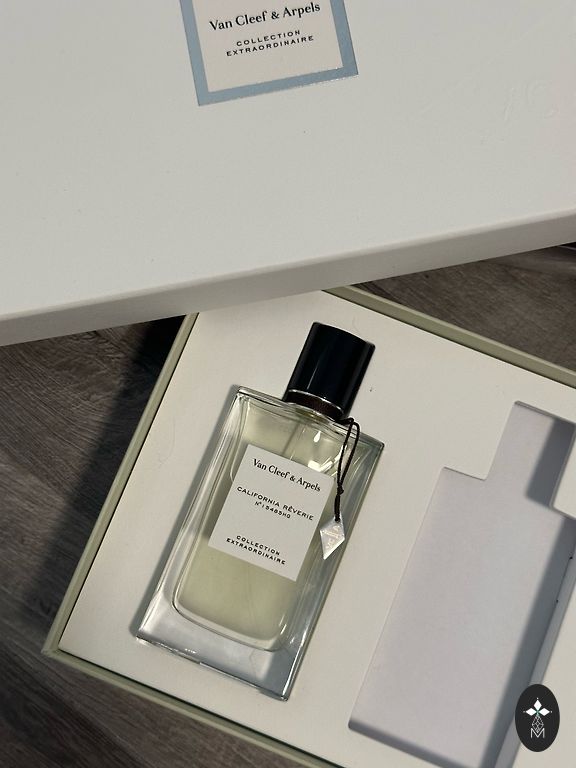 Van Cleef & Arpels
COLLECTION
EXTRAORDINAIRE
Van Cleef & Arpels
CALIFORNIA RÊVERIE
COLLECTION
EXTRAORDINAIRE
M